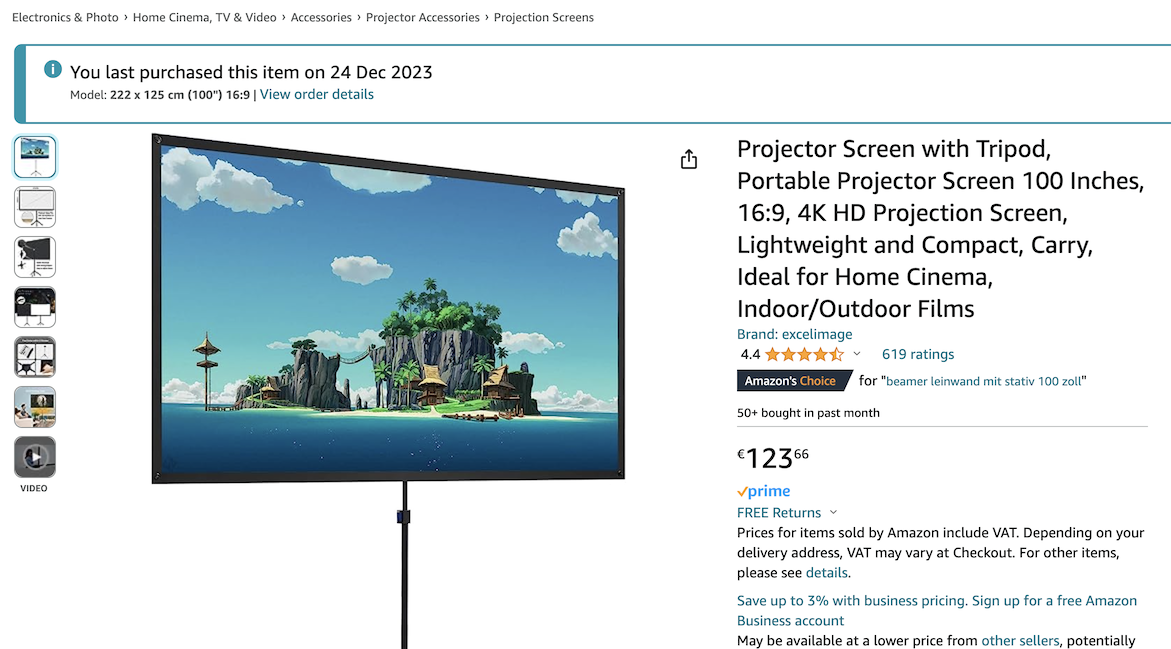 Electronics & Photo › Home Cinema, TV & Video › Accessories › Projector Accessories › Projection Screens
i
You last purchased this item on 24 Dec 2023
Model: 222 x 125 cm (100") 16:9 | View order details
VIDEO
Projector Screen with Tripod,
Portable Projector Screen 100 Inches,
16:9, 4K HD Projection Screen,
Lightweight and Compact, Carry,
Ideal for Home Cinema,
Indoor/Outdoor Films
Brand: excelimage
4.4 619 ratings
Amazon's Choice for "beamer leinwand mit stativ 100 zoll"
50+ bought in past month
€12366
prime
FREE Returns
Prices for items sold by Amazon include VAT. Depending on your
delivery address, VAT may vary at Checkout. For other items,
please see details.
Save up to 3% with business pricing. Sign up for a free Amazon
Business account
May be available at a lower price from other sellers, potentially